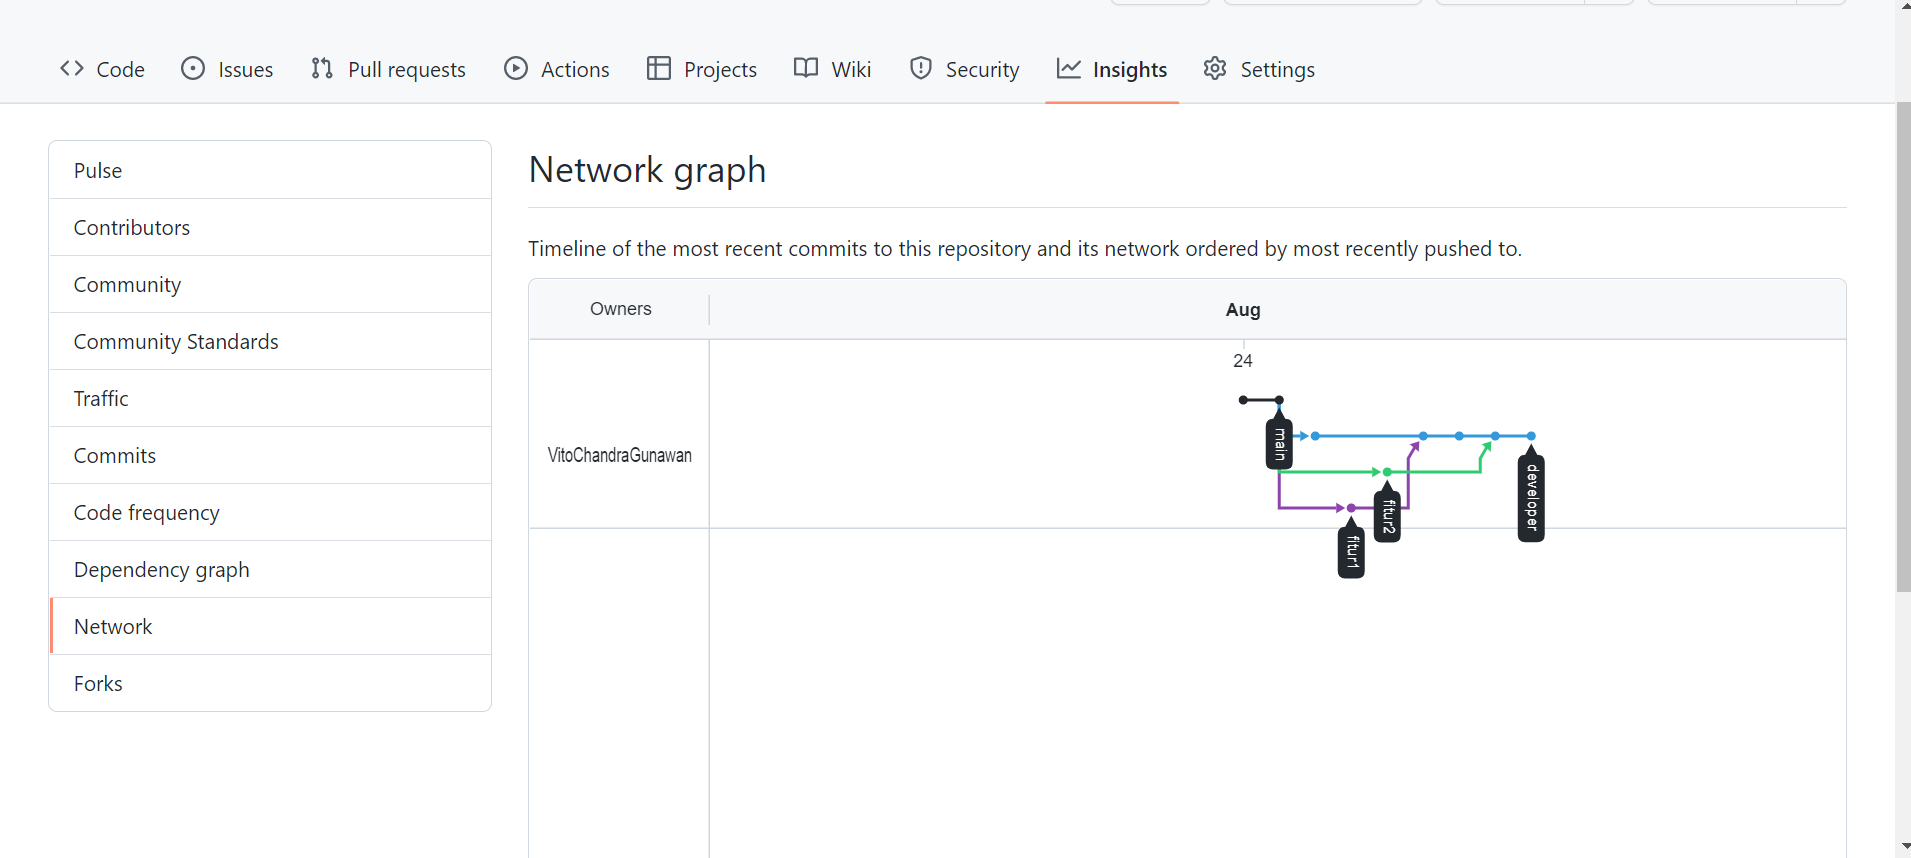 Code Issues Pull requests Actions Projects Wiki Security Insights Settings
Pulse
Contributors
Community
Community Standards
Traffic
Commits
Code frequency
Dependency graph
Network
Forks
Network graph
Timeline of the most recent commits to this repository and its network ordered by most recently pushed to.
Owners Aug
24
VitoChandraGunawan
main
developer
fitur2
fitur1